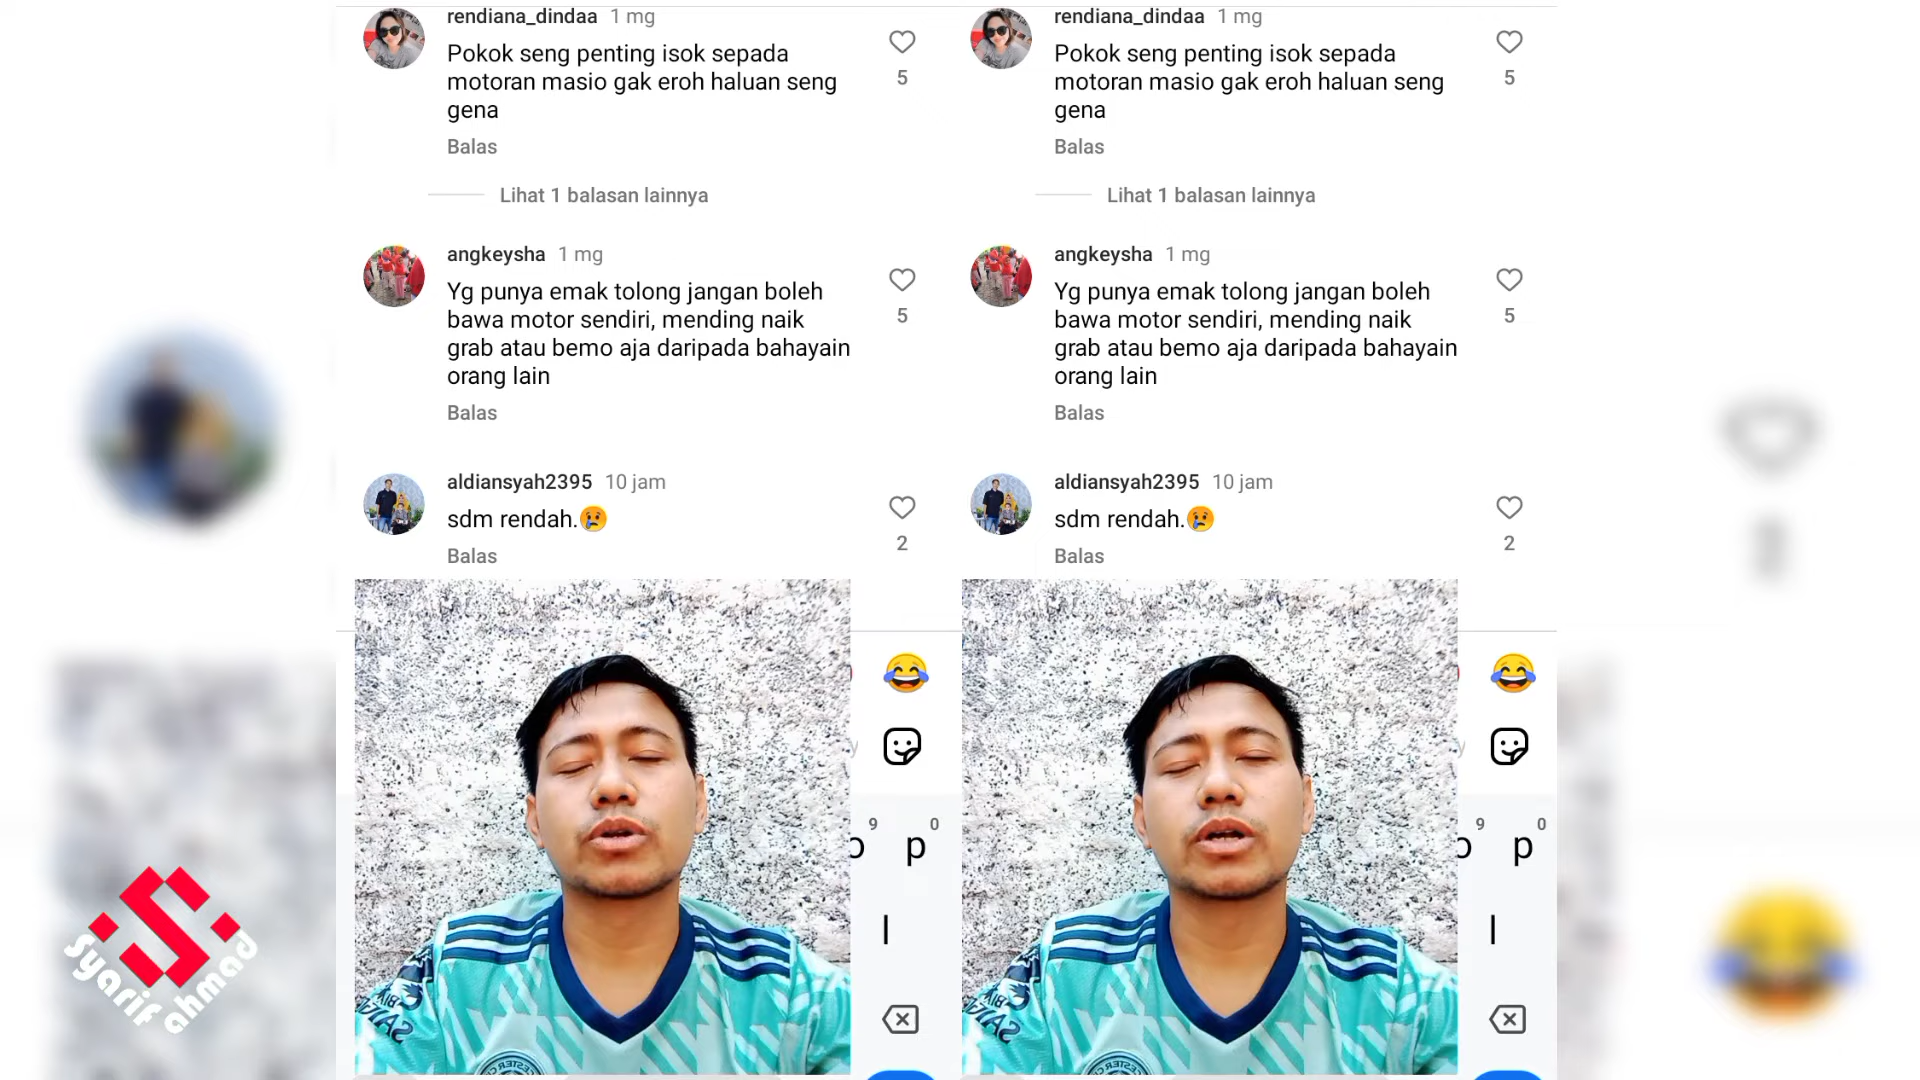 rendiana_dindaa 1 mg
Pokok seng penting isok sepada
motoran masio gak eroh haluan seng
gena
5
Balas
Lihat 1 balasan lainnya
angkeysha 1 mg
Yg punya emak tolong jangan boleh
bawa motor sendiri, mending naik
grab atau bemo aja daripada bahayain
orang lain
5
Balas
aldiansyah2395 10 jam
sdm rendah.😢
2
Balas
😂
9 0
o p
l
rendiana_dindaa 1 mg
Pokok seng penting isok sepada
motoran masio gak eroh haluan seng
gena
5
Balas
Lihat 1 balasan lainnya
angkeysha 1 mg
Yg punya emak tolong jangan boleh
bawa motor sendiri, mending naik
grab atau bemo aja daripada bahayain
orang lain
5
Balas
aldiansyah2395 10 jam
sdm rendah.😢
2
Balas
😂
9 0
o p
l
Syarif ahmad